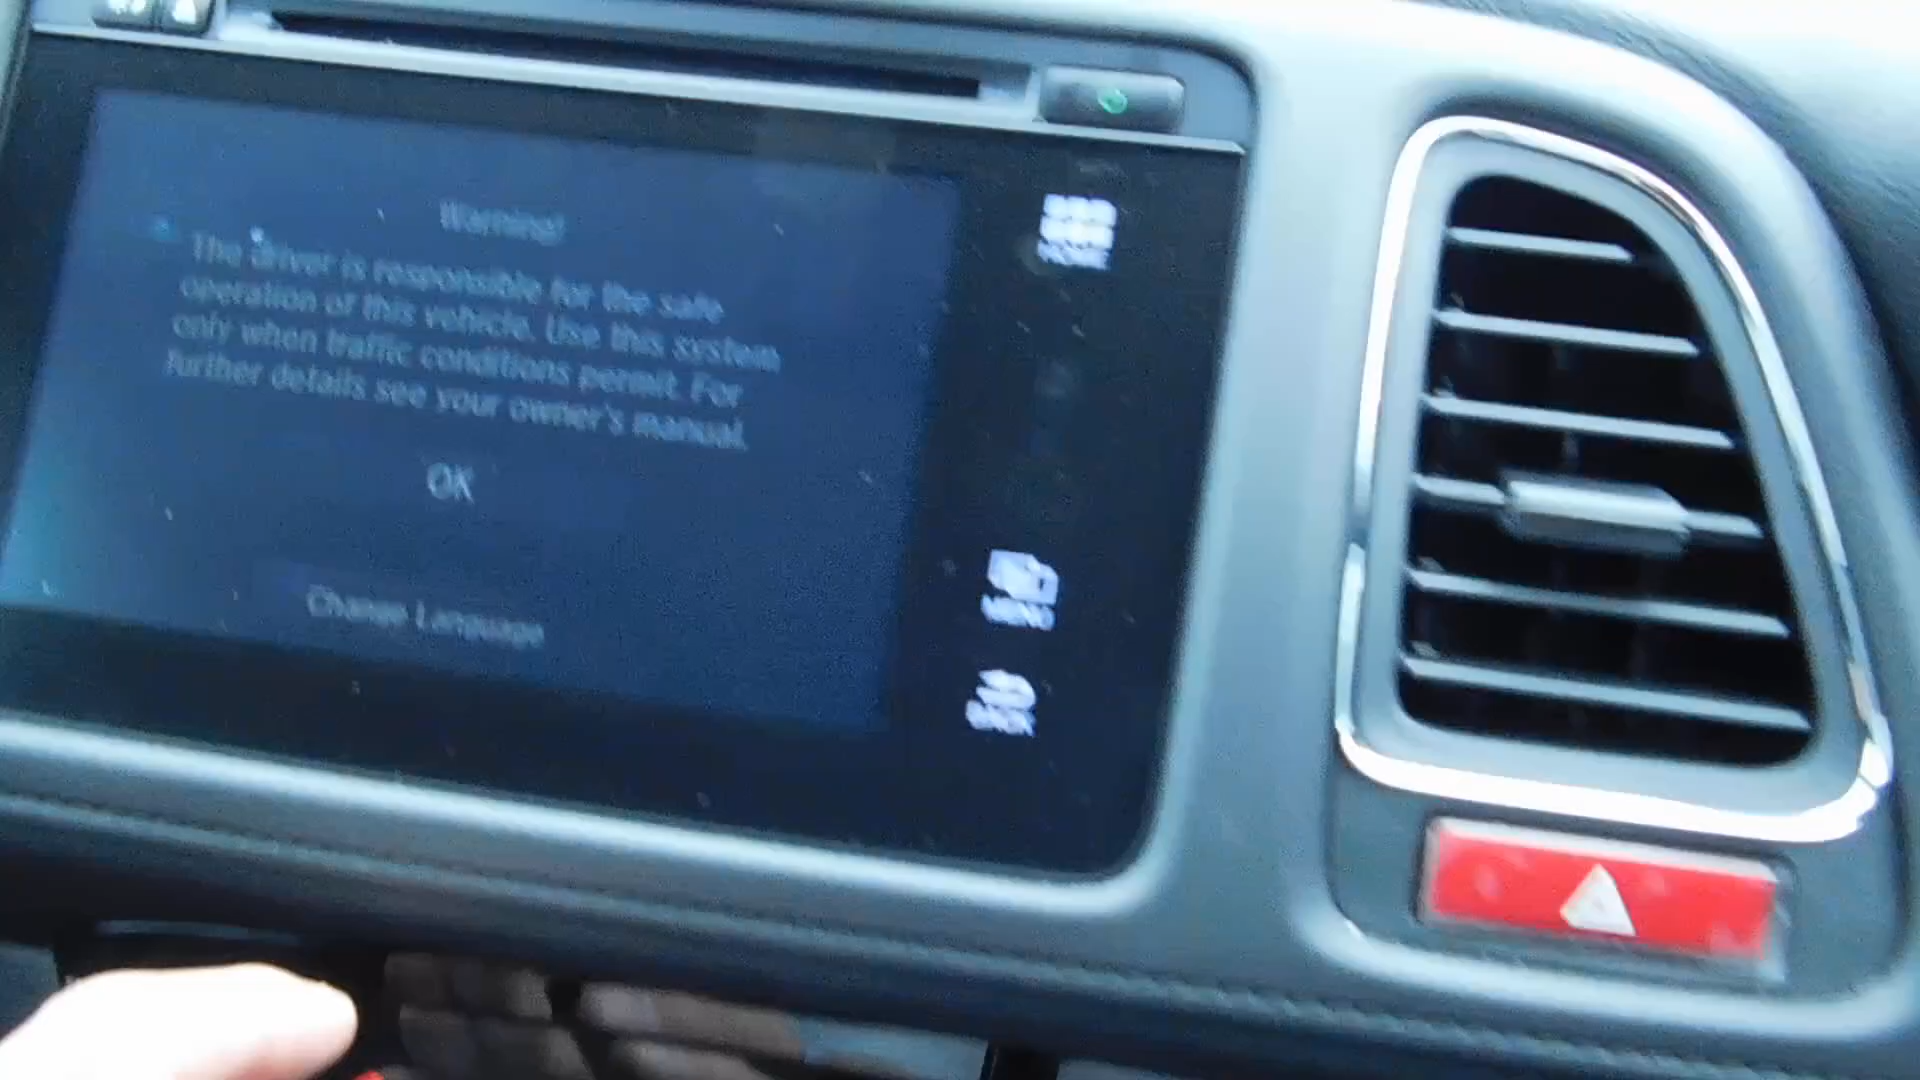 Warning!
The driver is responsible for the safe
operation of this vehicle. Use this system
only when traffic conditions permit. For
further details see your owner's manual.
OK
Change Language
HOME
MENU
BACK